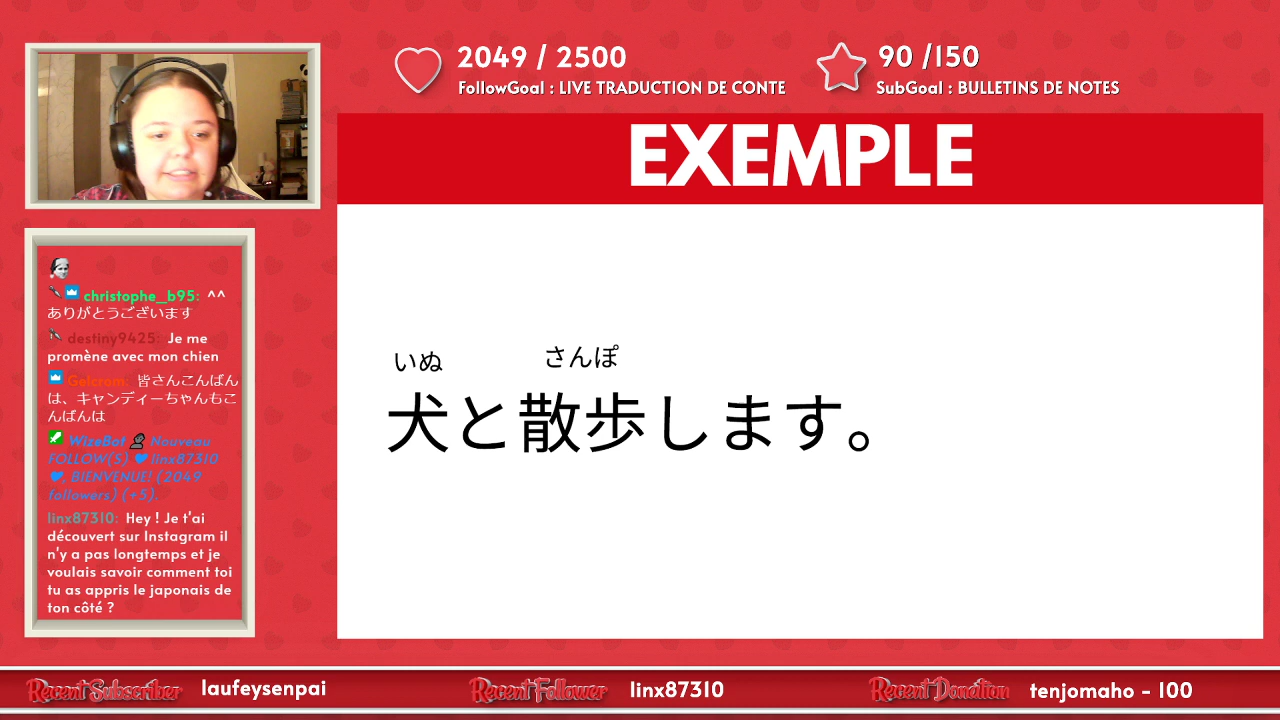 2049 / 2500
FollowGoal : LIVE TRADUCTION DE CONTE
90 /150
SubGoal : BULLETINS DE NOTES
EXEMPLE
いぬ さんぽ
犬と散歩します。
christophe_b95: ^^
ありがとうございます
destiny9425: Je me
promène avec mon chien
Gelcram: 皆さんこんばん
は、キャンディーちゃんもこ
んばんは
WizeBot Nouveau
FOLLOW(S) linx87310
, BIENVENUE! (2049
followers) (+5).
linx87310: Hey ! Je t'ai
découvert sur Instagram il
n'y a pas longtemps et je
voulais savoir comment toi
tu as appris le japonais de
ton côté ?
Recent Subscriber laufeysenpai
Recent Follower linx87310
Recent Donation tenjomaho - 100